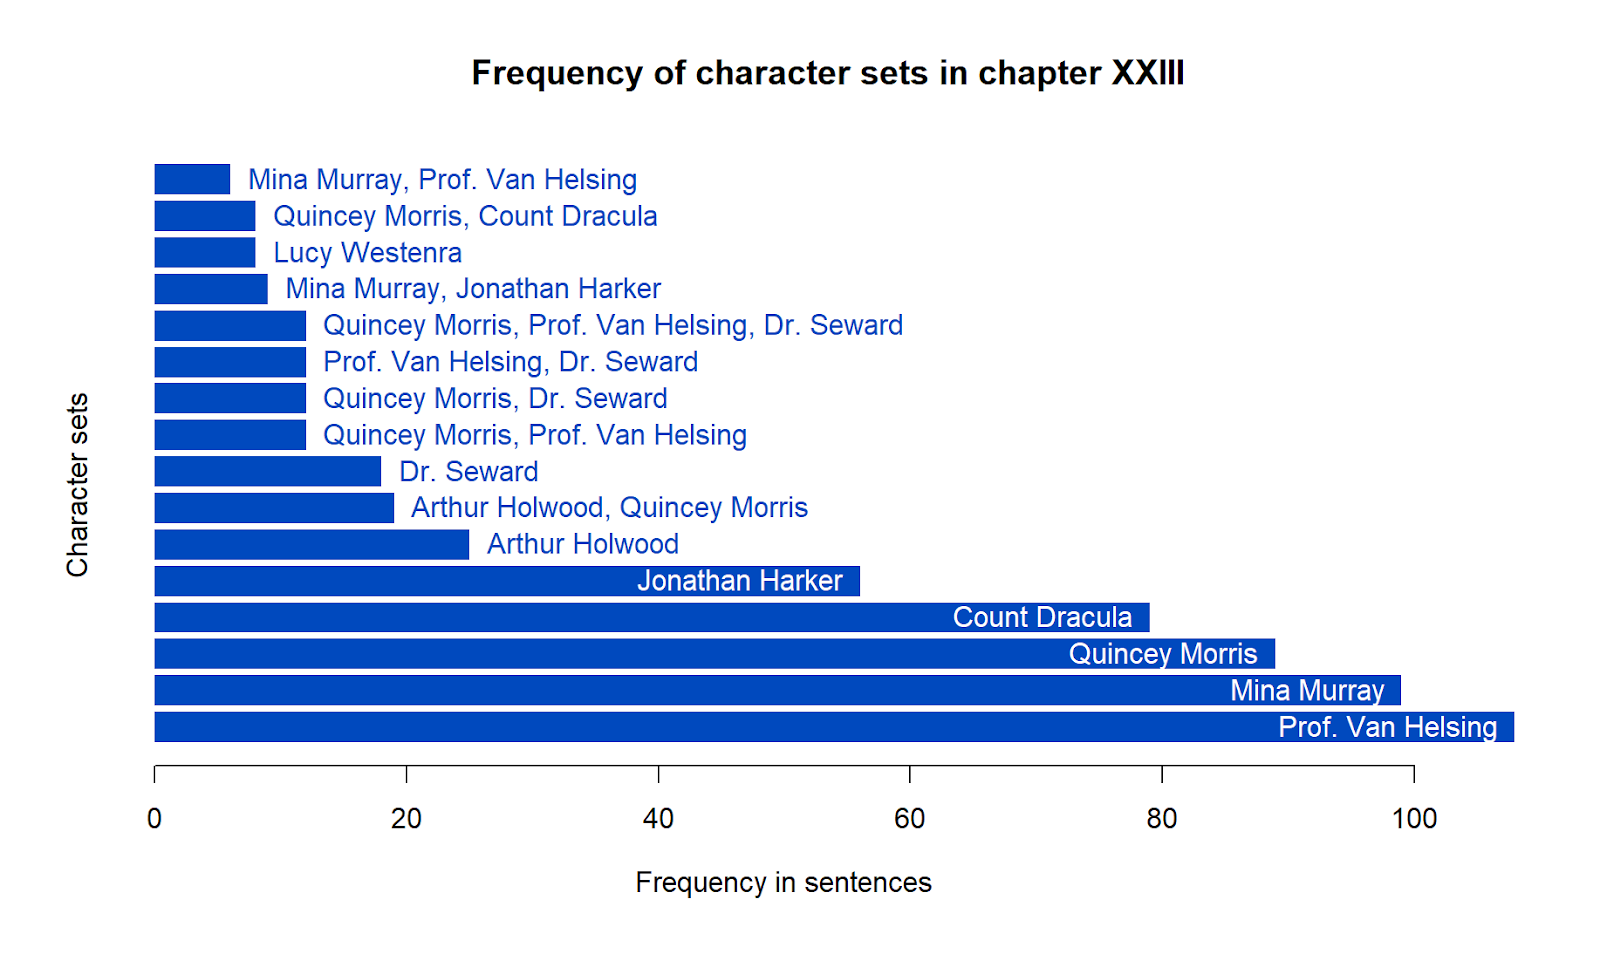 Frequency of character sets in chapter XXIII
Mina Murray, Prof. Van Helsing
Quincey Morris, Count Dracula
Lucy Westenra
Mina Murray, Jonathan Harker
Quincey Morris, Prof. Van Helsing, Dr. Seward
Prof. Van Helsing, Dr. Seward
Quincey Morris, Dr. Seward
Quincey Morris, Prof. Van Helsing
Dr. Seward
Arthur Holwood, Quincey Morris
Arthur Holwood
Jonathan Harker
Count Dracula
Quincey Morris
Mina Murray
Prof. Van Helsing
Character sets
0 20 40 60 80 100
Frequency in sentences